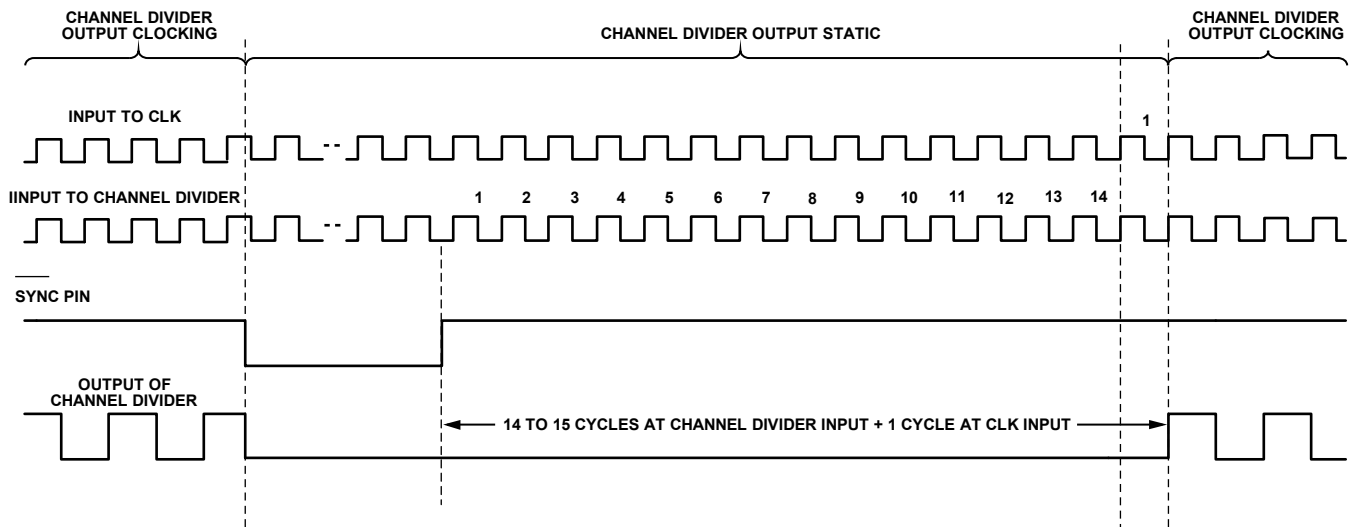 CHANNEL DIVIDER
OUTPUT CLOCKING
CHANNEL DIVIDER OUTPUT STATIC
CHANNEL DIVIDER
OUTPUT CLOCKING
INPUT TO CLK
1
IINPUT TO CHANNEL DIVIDER
1 2 3 4 5 6 7 8 9 10 11 12 13 14
SYNC PIN
OUTPUT OF
CHANNEL DIVIDER
14 TO 15 CYCLES AT CHANNEL DIVIDER INPUT + 1 CYCLE AT CLK INPUT